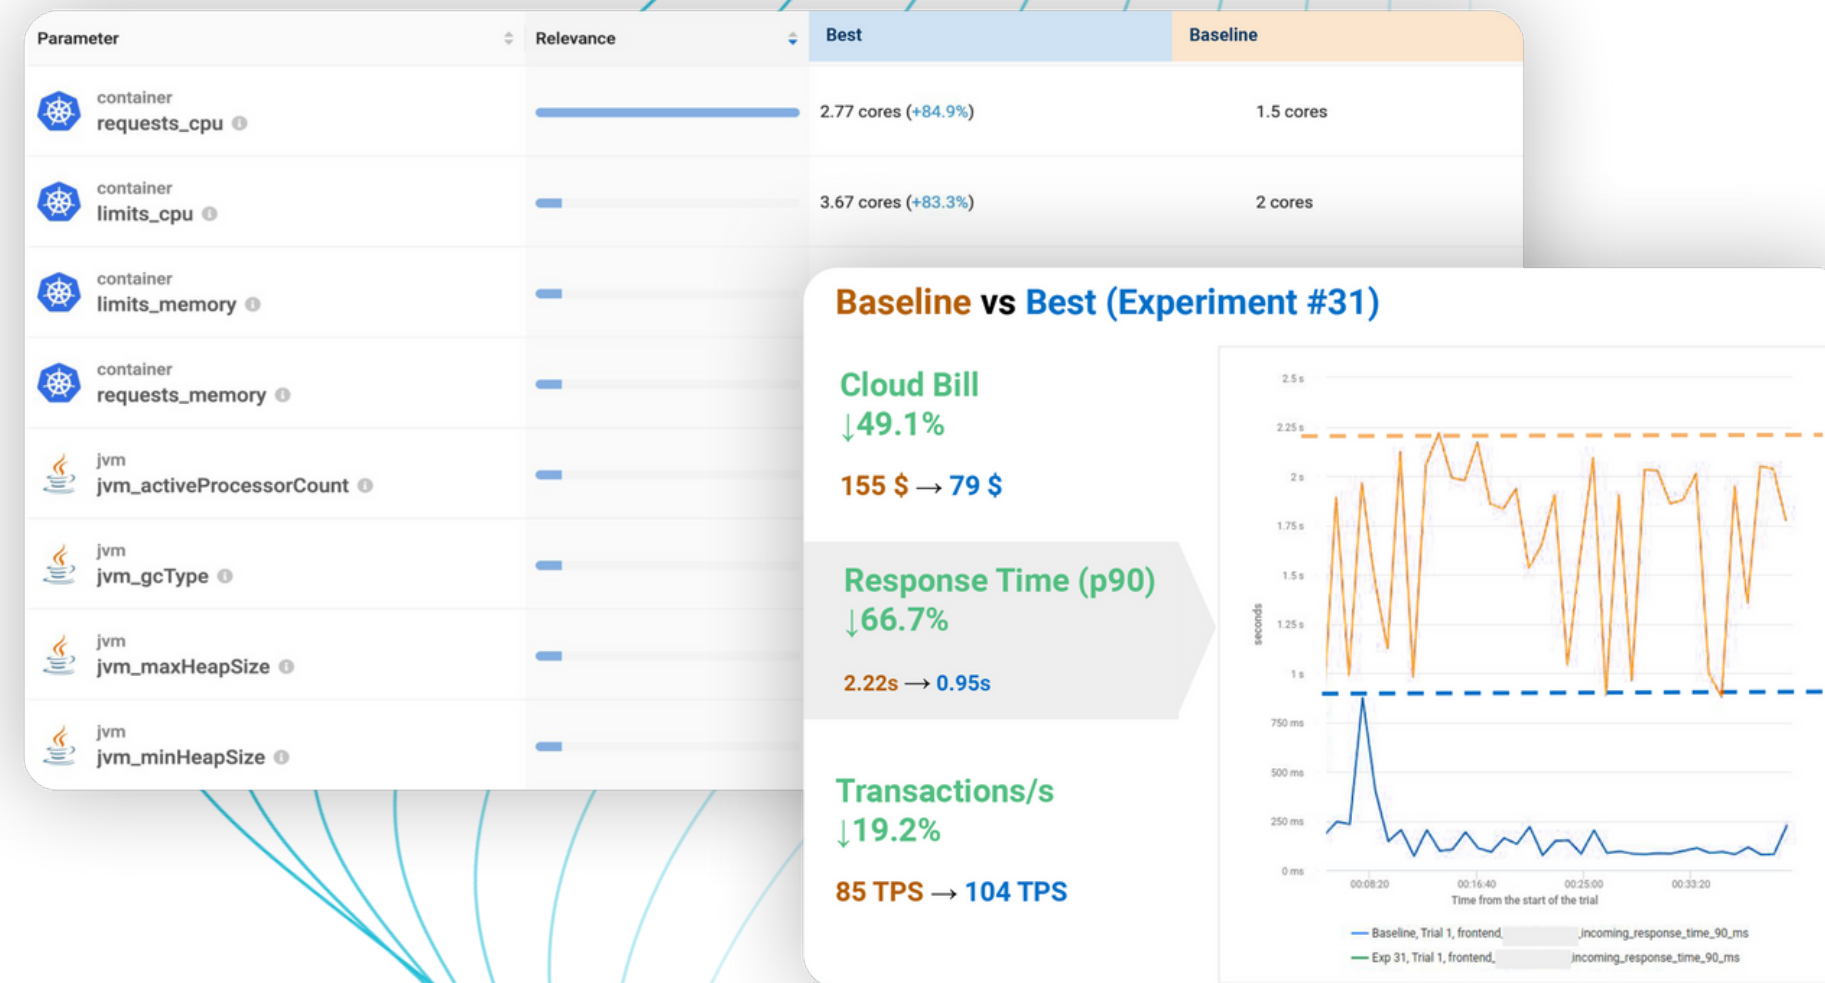 Parameter Relevance Best Baseline
container
requests_cpu 2.77 cores (+84.9%) 1.5 cores
container
limits_cpu 3.67 cores (+83.3%) 2 cores
container
limits_memory
container
requests_memory
jvm
jvm_activeProcessorCount
jvm
jvm_gcType
jvm
jvm_maxHeapSize
jvm
jvm_minHeapSize
Baseline vs Best (Experiment #31)
Cloud Bill
↓49.1%
155 $ → 79 $
Response Time (p90)
↓66.7%
2.22s → 0.95s
Transactions/s
↓19.2%
85 TPS → 104 TPS
2.5 s
2.25 s
2 s
1.75 s
1.5 s
1.25 s
1 s
750 ms
500 ms
250 ms
0 ms
seconds
00:08:20 00:16:40 00:25:00 00:33:20
Time from the start of the trial
Baseline, Trial 1, frontend_ _incoming_response_time_90_ms
Exp 31, Trial 1, frontend_ incoming_response_time_90_ms